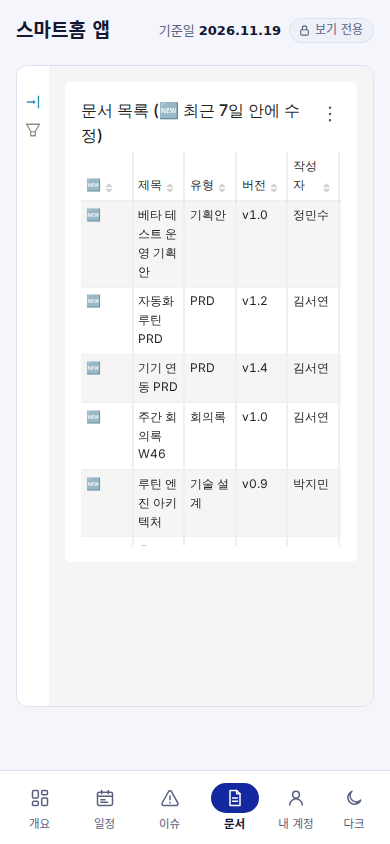 스마트홈 앱
기준일 2026.11.19
보기 전용
문서 목록 (🆕 최근 7일 안에 수
정)
🆕 제목 유형 버전 작성
자
🆕 베타 테 기획안 v1.0 정민수
스트 운
영 기획
안
🆕 자동화 PRD v1.2 김서연
루틴
PRD
🆕 기기 연 PRD v1.4 김서연
동 PRD
🆕 주간 회 회의록 v1.0 김서연
의록
W46
🆕 루틴 엔 기술 설 v0.9 박지민
진 아키 계
텍처
개요 일정 이슈 문서 내 계정 다크